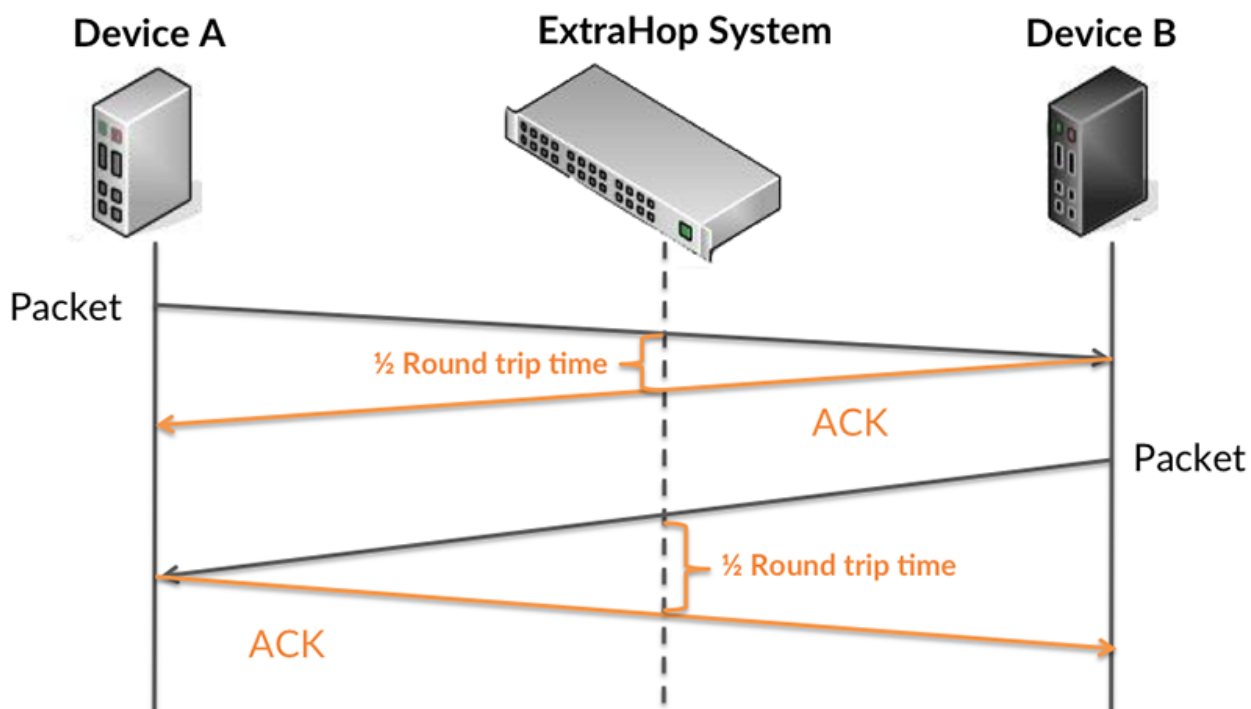 Device A
ExtraHop System
Device B
Packet
½ Round trip time
ACK
Packet
½ Round trip time
ACK